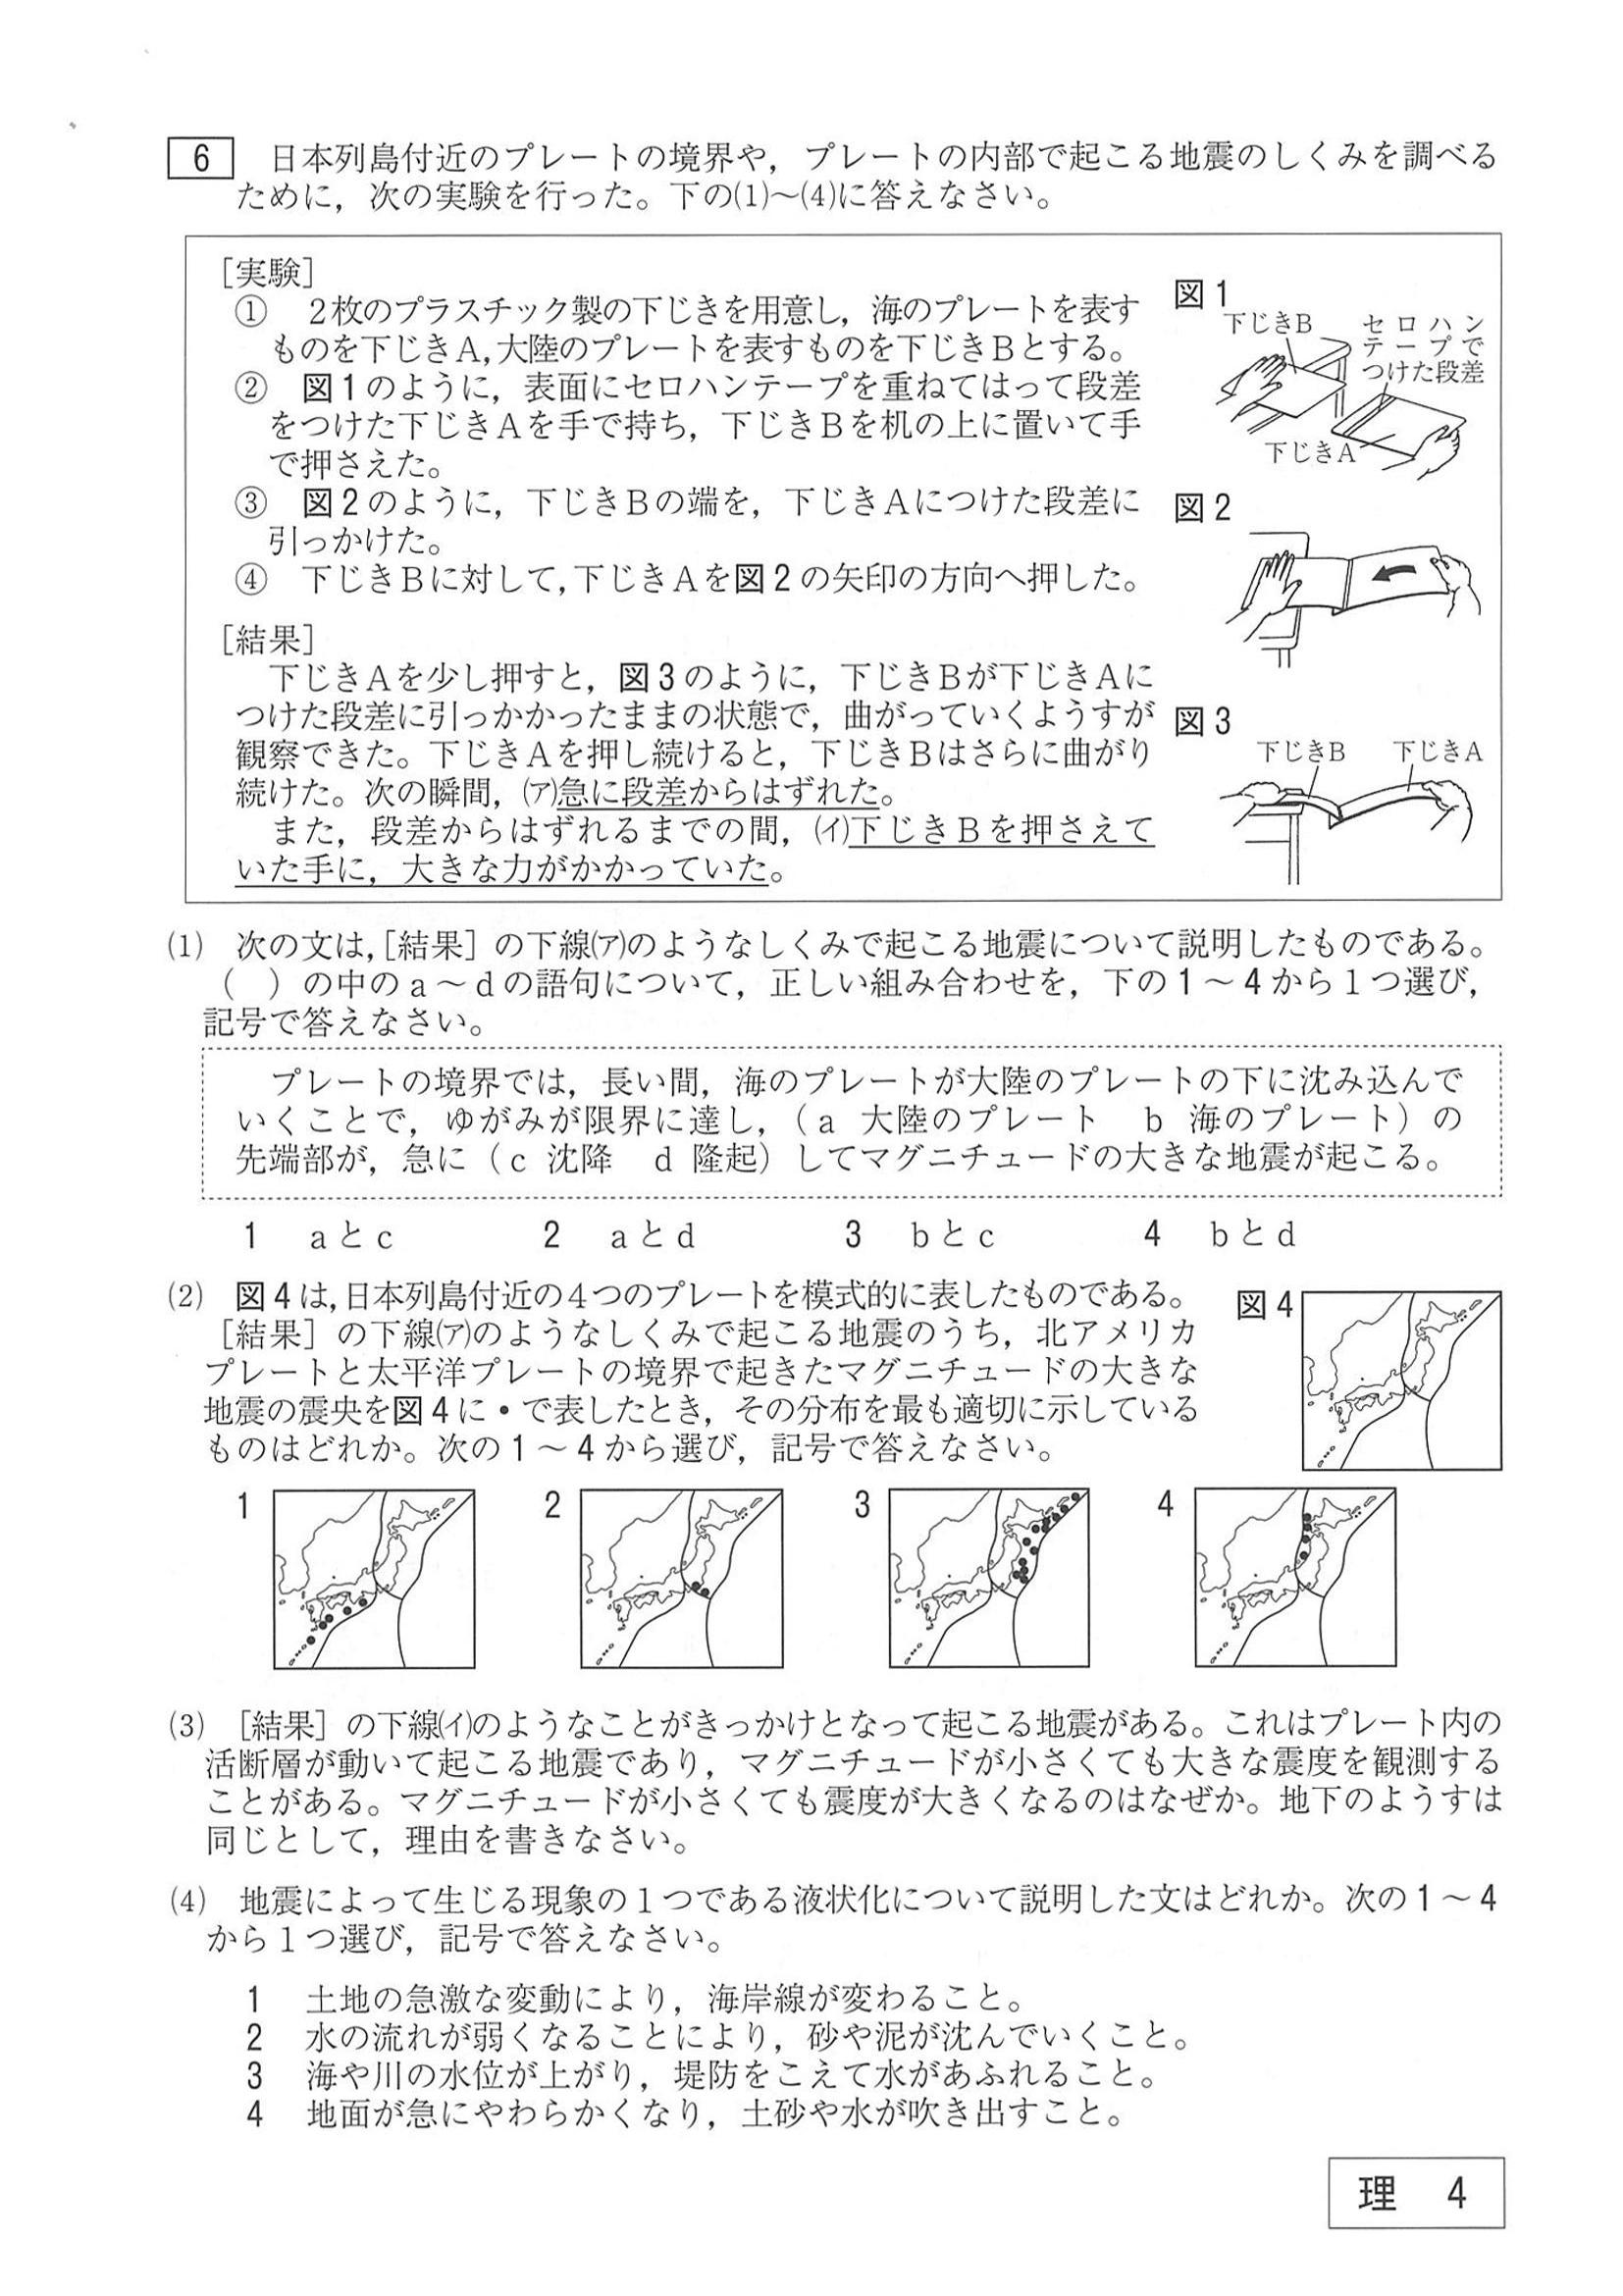 6 日本列島付近のプレートの境界や，プレートの内部で起こる地震のしくみを調べる
ために，次の実験を行った。下の⑴～⑷に答えなさい。
［実験］
① 2枚のプラスチック製の下じきを用意し，海のプレートを表す
ものを下じきA，大陸のプレートを表すものを下じきBとする。
② 図1のように，表面にセロハンテープを重ねてはって段差
をつけた下じきAを手で持ち，下じきBを机の上に置いて手
で押さえた。
③ 図2のように，下じきBの端を，下じきAにつけた段差に
引っかけた。
④ 下じきBに対して，下じきAを図2の矢印の方向へ押した。
［結果］
下じきAを少し押すと，図3のように，下じきBが下じきAに
つけた段差に引っかかったままの状態で，曲がっていくようすが
観察できた。下じきAを押し続けると，下じきBはさらに曲がり
続けた。次の瞬間，㋐急に段差からはずれた。
また，段差からはずれるまでの間，㋑下じきBを押さえて
いた手に，大きな力がかかっていた。
図1
下じきB
セロハン
テープで
つけた段差
下じきA
図2
図3
下じきB 下じきA
⑴ 次の文は，［結果］の下線㋐のようなしくみで起こる地震について説明したものである。
（ ）の中のa～dの語句について，正しい組み合わせを，下の1～4から1つ選び，
記号で答えなさい。
プレートの境界では，長い間，海のプレートが大陸のプレートの下に沈み込んで
いくことで，ゆがみが限界に達し，（a 大陸のプレート b 海のプレート）の
先端部が，急に（c 沈降 d 隆起）してマグニチュードの大きな地震が起こる。
1 aとc 2 aとd 3 bとc 4 bとd
⑵ 図4は，日本列島付近の4つのプレートを模式的に表したものである。
［結果］の下線㋐のようなしくみで起こる地震のうち，北アメリカ
プレートと太平洋プレートの境界で起きたマグニチュードの大きな
地震の震央を図4に・で表したとき，その分布を最も適切に示している
ものはどれか。次の1～4から選び，記号で答えなさい。
図4
1 2 3 4
⑶ ［結果］の下線㋑のようなことがきっかけとなって起こる地震がある。これはプレート内の
活断層が動いて起こる地震であり，マグニチュードが小さくても大きな震度を観測する
ことがある。マグニチュードが小さくても震度が大きくなるのはなぜか。地下のようすは
同じとして，理由を書きなさい。
⑷ 地震によって生じる現象の1つである液状化について説明した文はどれか。次の1～4
から1つ選び，記号で答えなさい。
1 土地の急激な変動により，海岸線が変わること。
2 水の流れが弱くなることにより，砂や泥が沈んでいくこと。
3 海や川の水位が上がり，堤防をこえて水があふれること。
4 地面が急にやわらかくなり，土砂や水が吹き出すこと。
理 4